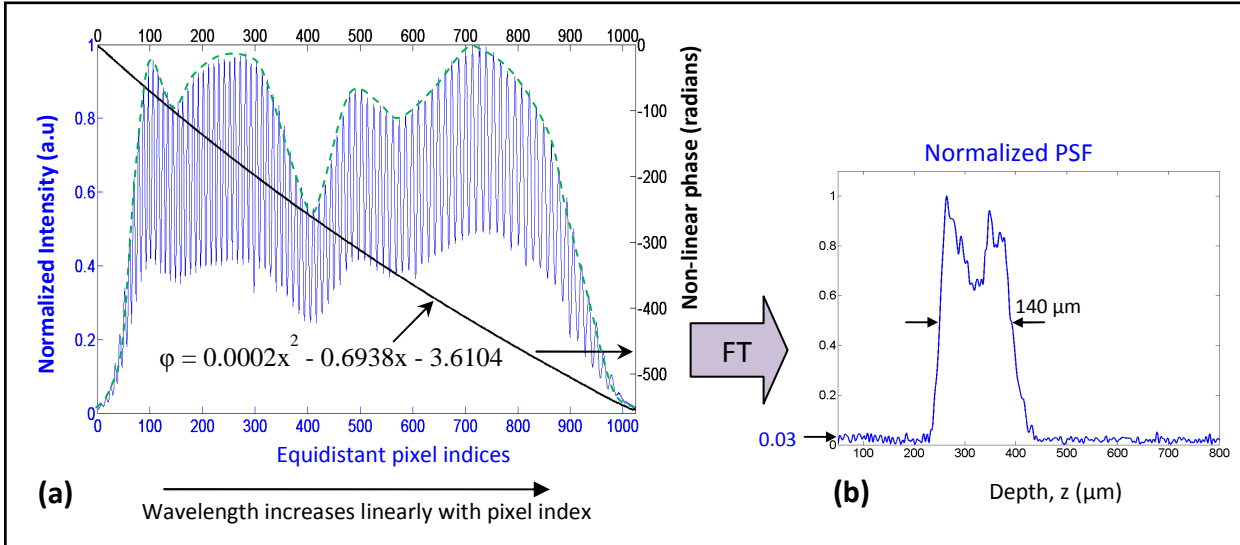 0 100 200 300 400 500 600 700 800 900 1000
Normalized Intensity (a.u)
1
0.8
0.6
0.4
0.2
0
0
-100
-200
-300
-400
-500
Non-linear phase (radians)
φ = 0.0002x² - 0.6938x - 3.6104
0 100 200 300 400 500 600 700 800 900 1000
Equidistant pixel indices
(a)
Wavelength increases linearly with pixel index
FT
Normalized PSF
1
0.8
0.6
0.4
0.2
0
140 μm
0.03
100 200 300 400 500 600 700 800
(b)
Depth, z (μm)